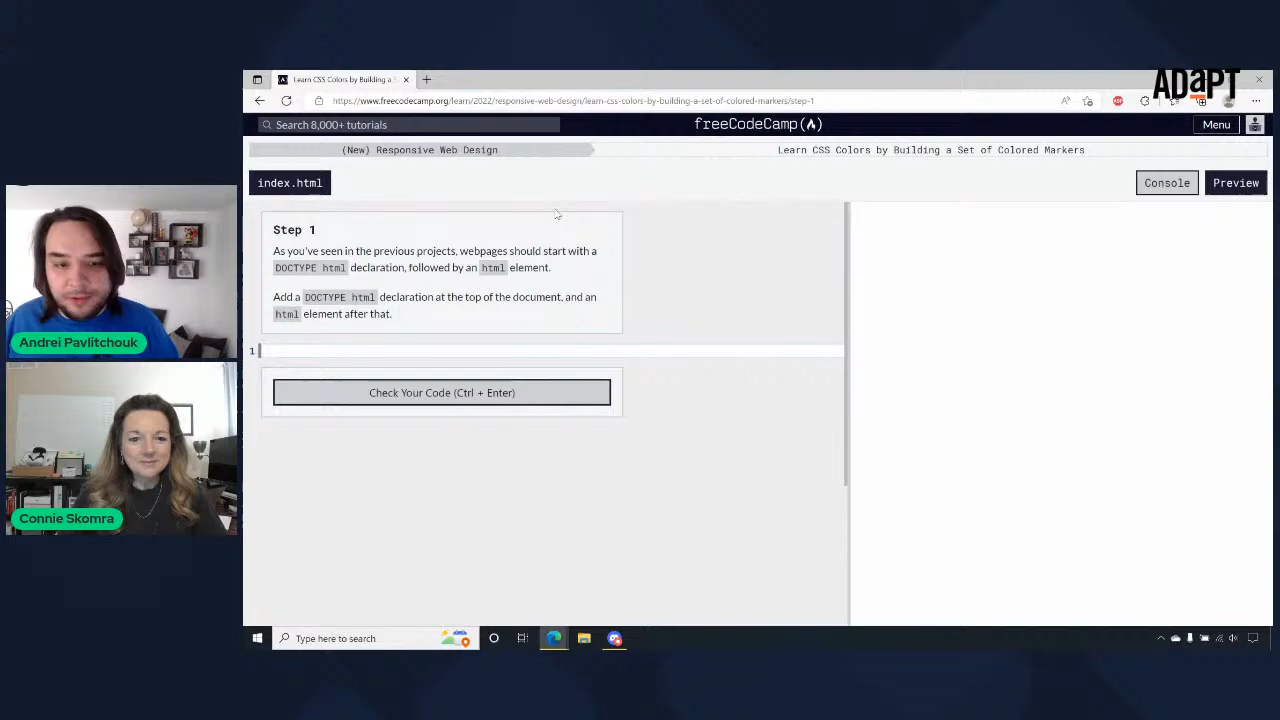 ADaPT
Learn CSS Colors by Building a S
https://www.freecodecamp.org/learn/2022/responsive-web-design/learn-css-colors-by-building-a-set-of-colored-markers/step-1
Search 8,000+ tutorials
freeCodeCamp
Menu
(New) Responsive Web Design
Learn CSS Colors by Building a Set of Colored Markers
index.html
Console
Preview
Step 1
As you've seen in the previous projects, webpages should start with a
DOCTYPE html declaration, followed by an html element.
Add a DOCTYPE html declaration at the top of the document, and an
html element after that.
1
Check Your Code (Ctrl + Enter)
Andrei Pavlitchouk
Connie Skomra
Type here to search